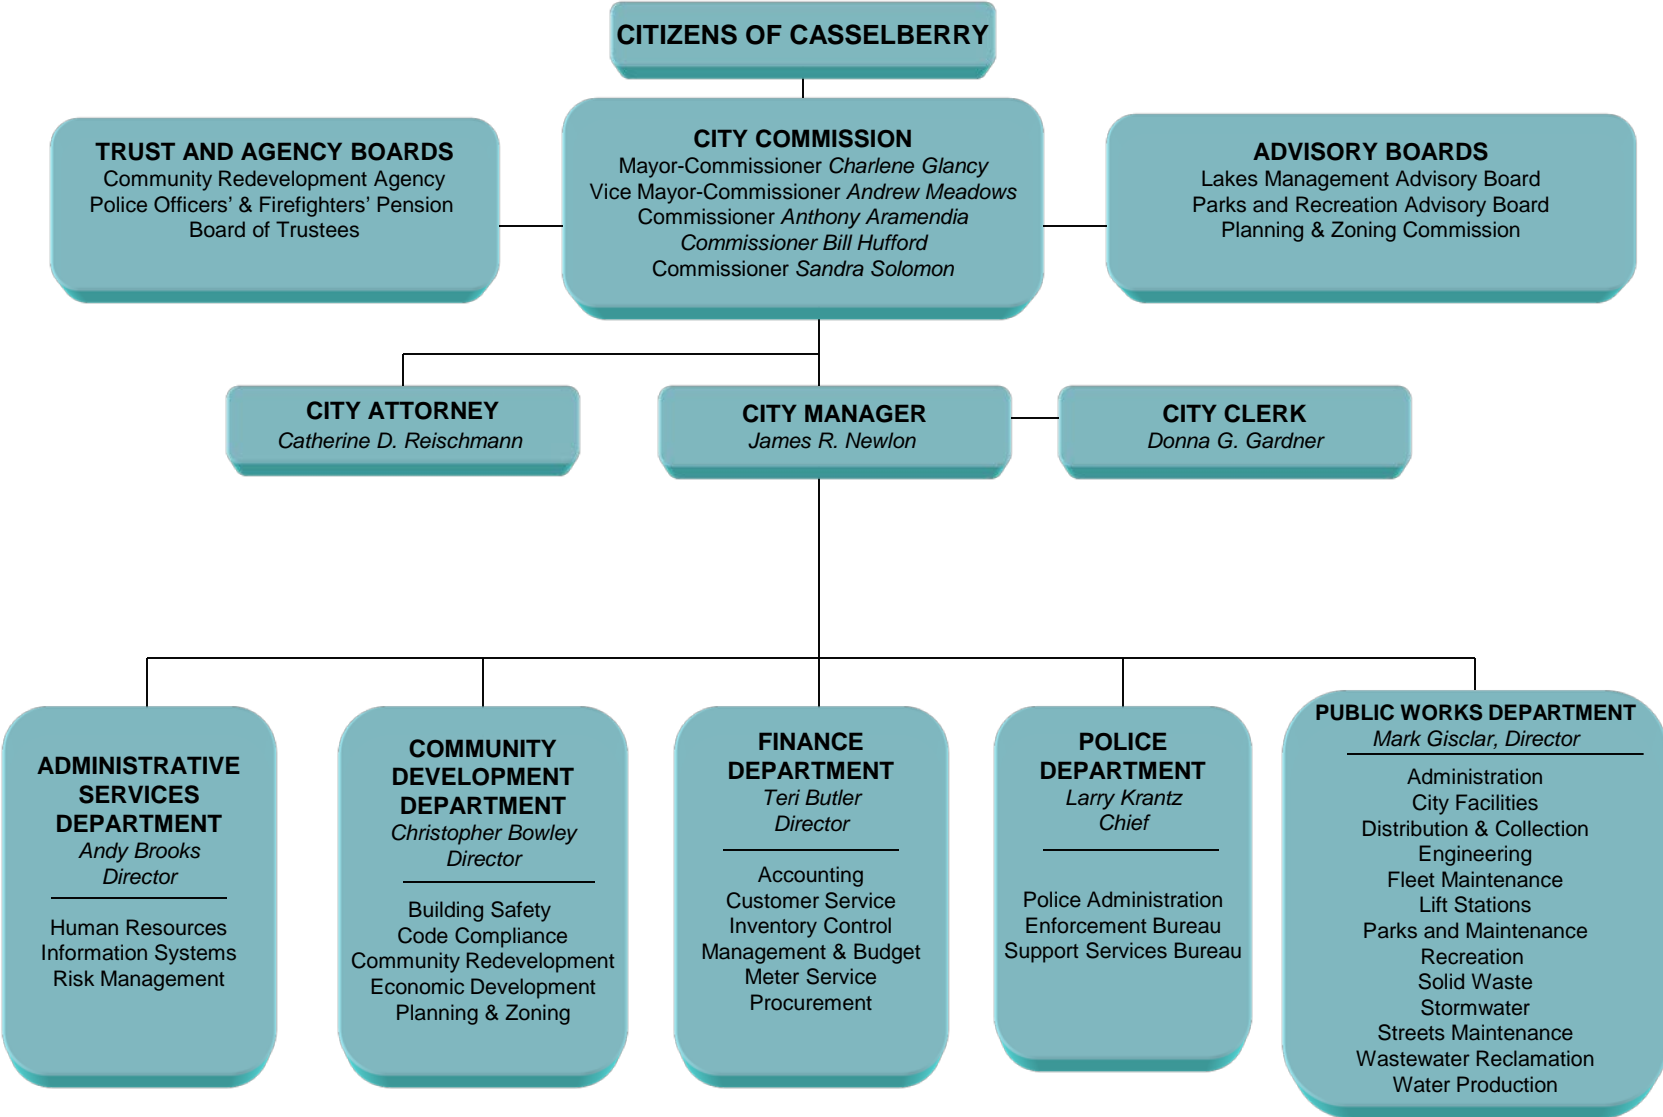 CITIZENS OF CASSELBERRY
TRUST AND AGENCY BOARDS
Community Redevelopment Agency
Police Officers' & Firefighters' Pension
Board of Trustees
CITY COMMISSION
Mayor-Commissioner Charlene Glancy
Vice Mayor-Commissioner Andrew Meadows
Commissioner Anthony Aramendia
Commissioner Bill Hufford
Commissioner Sandra Solomon
ADVISORY BOARDS
Lakes Management Advisory Board
Parks and Recreation Advisory Board
Planning & Zoning Commission
CITY ATTORNEY
Catherine D. Reischmann
CITY MANAGER
James R. Newlon
CITY CLERK
Donna G. Gardner
ADMINISTRATIVE
SERVICES
DEPARTMENT
Andy Brooks
Director
Human Resources
Information Systems
Risk Management
COMMUNITY
DEVELOPMENT
DEPARTMENT
Christopher Bowley
Director
Building Safety
Code Compliance
Community Redevelopment
Economic Development
Planning & Zoning
FINANCE
DEPARTMENT
Teri Butler
Director
Accounting
Customer Service
Inventory Control
Management & Budget
Meter Service
Procurement
POLICE
DEPARTMENT
Larry Krantz
Chief
Police Administration
Enforcement Bureau
Support Services Bureau
PUBLIC WORKS DEPARTMENT
Mark Gisclar, Director
Administration
City Facilities
Distribution & Collection
Engineering
Fleet Maintenance
Lift Stations
Parks and Maintenance
Recreation
Solid Waste
Stormwater
Streets Maintenance
Wastewater Reclamation
Water Production